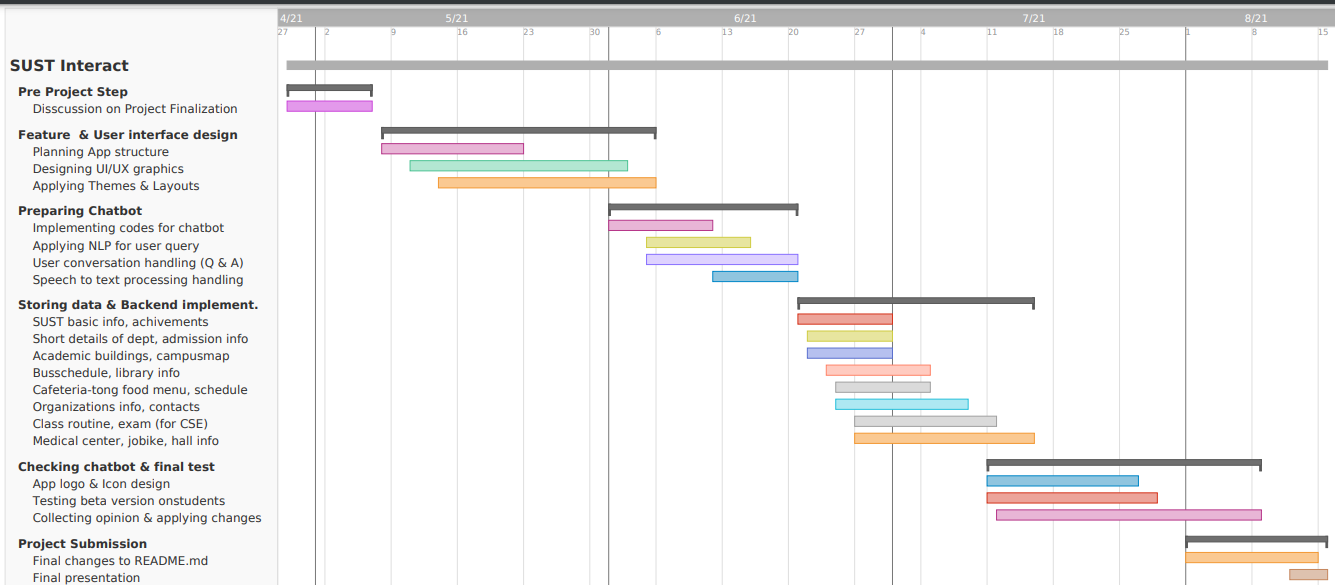 4/21 5/21 6/21 7/21 8/21
27 2 9 16 23 30 6 13 20 27 4 11 18 25 1 8 15
SUST Interact
Pre Project Step
Disscussion on Project Finalization
Feature & User interface design
Planning App structure
Designing UI/UX graphics
Applying Themes & Layouts
Preparing Chatbot
Implementing codes for chatbot
Applying NLP for user query
User conversation handling (Q & A)
Speech to text processing handling
Storing data & Backend implement.
SUST basic info, achivements
Short details of dept, admission info
Academic buildings, campusmap
Busschedule, library info
Cafeteria-tong food menu, schedule
Organizations info, contacts
Class routine, exam (for CSE)
Medical center, jobike, hall info
Checking chatbot & final test
App logo & Icon design
Testing beta version onstudents
Collecting opinion & applying changes
Project Submission
Final changes to README.md
Final presentation